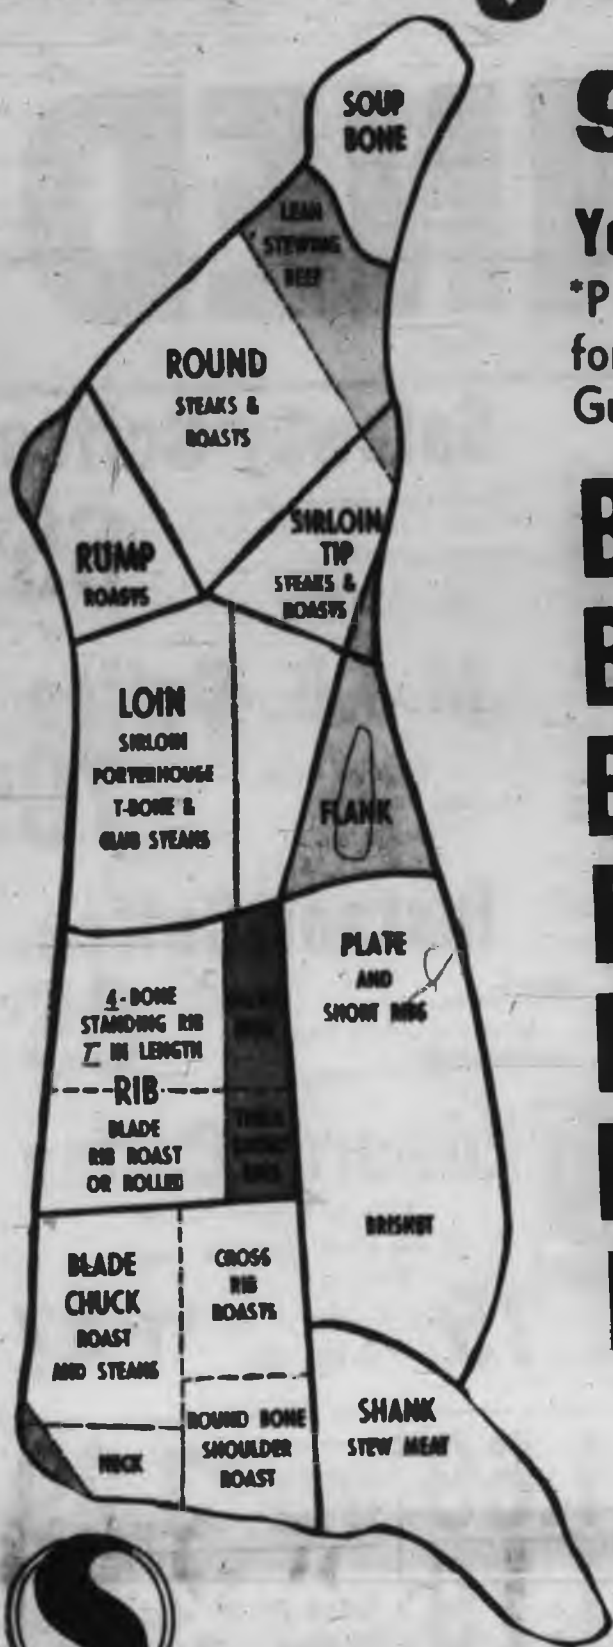 SOUP
BONE
LEAN
STEWING
BEEF
ROUND
STEAKS &
ROASTS
RUMP
ROASTS
SIRLOIN
TIP
STEAKS &
ROASTS
LOIN
SIRLOIN
PORTERHOUSE
T-BONE &
CLUB STEAKS
FLANK
4-BONE
STANDING RIB
7" IN LENGTH
RIB
BLADE
RIB ROAST
OR ROLLED
PLATE
AND
SHORT RIBS
BRISKET
BLADE
CHUCK
ROAST
AND STEAKS
CROSS
RIB
ROASTS
NECK
ROUND BONE
SHOULDER
ROAST
SHANK
STEW MEAT
*P
for
Gu